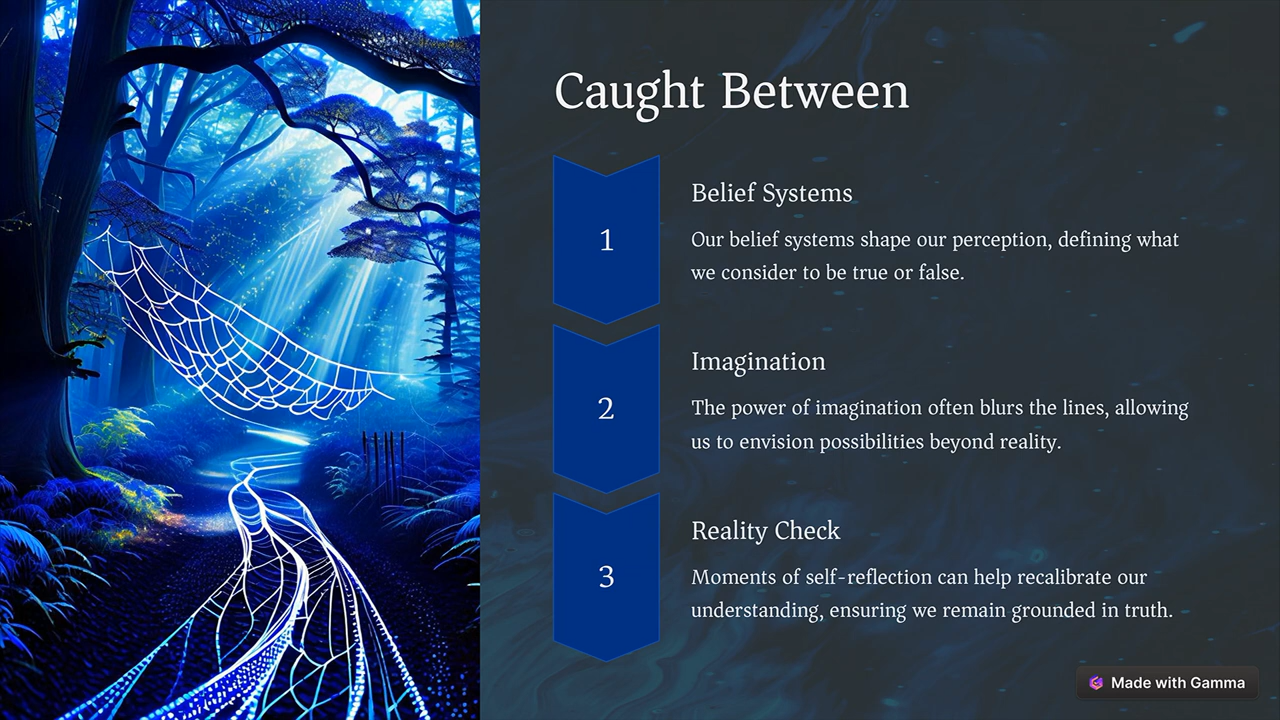 Caught Between
1
Belief Systems
Our belief systems shape our perception, defining what
we consider to be true or false.
2
Imagination
The power of imagination often blurs the lines, allowing
us to envision possibilities beyond reality.
3
Reality Check
Moments of self-reflection can help recalibrate our
understanding, ensuring we remain grounded in truth.
Made with Gamma